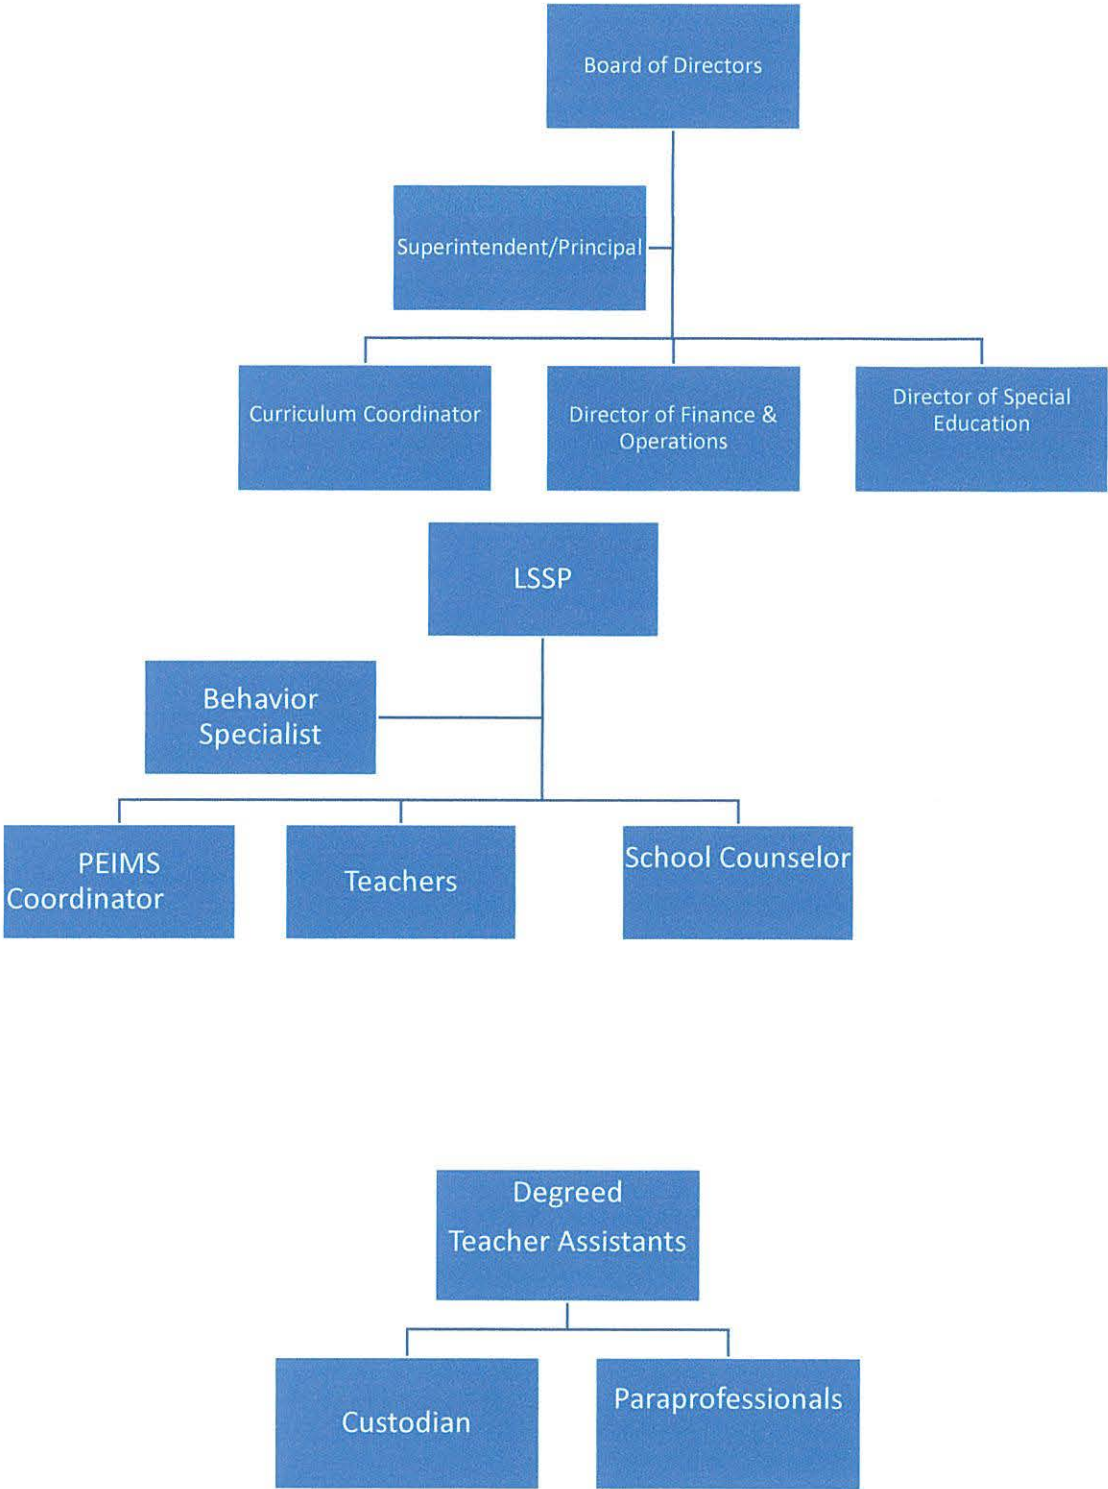 Board of Directors
Superintendent/Principal
Curriculum Coordinator
Director of Finance &
Operations
Director of Special
Education
LSSP
Behavior
Specialist
PEIMS
Coordinator
Teachers
School Counselor
Degreed
Teacher Assistants
Custodian
Paraprofessionals